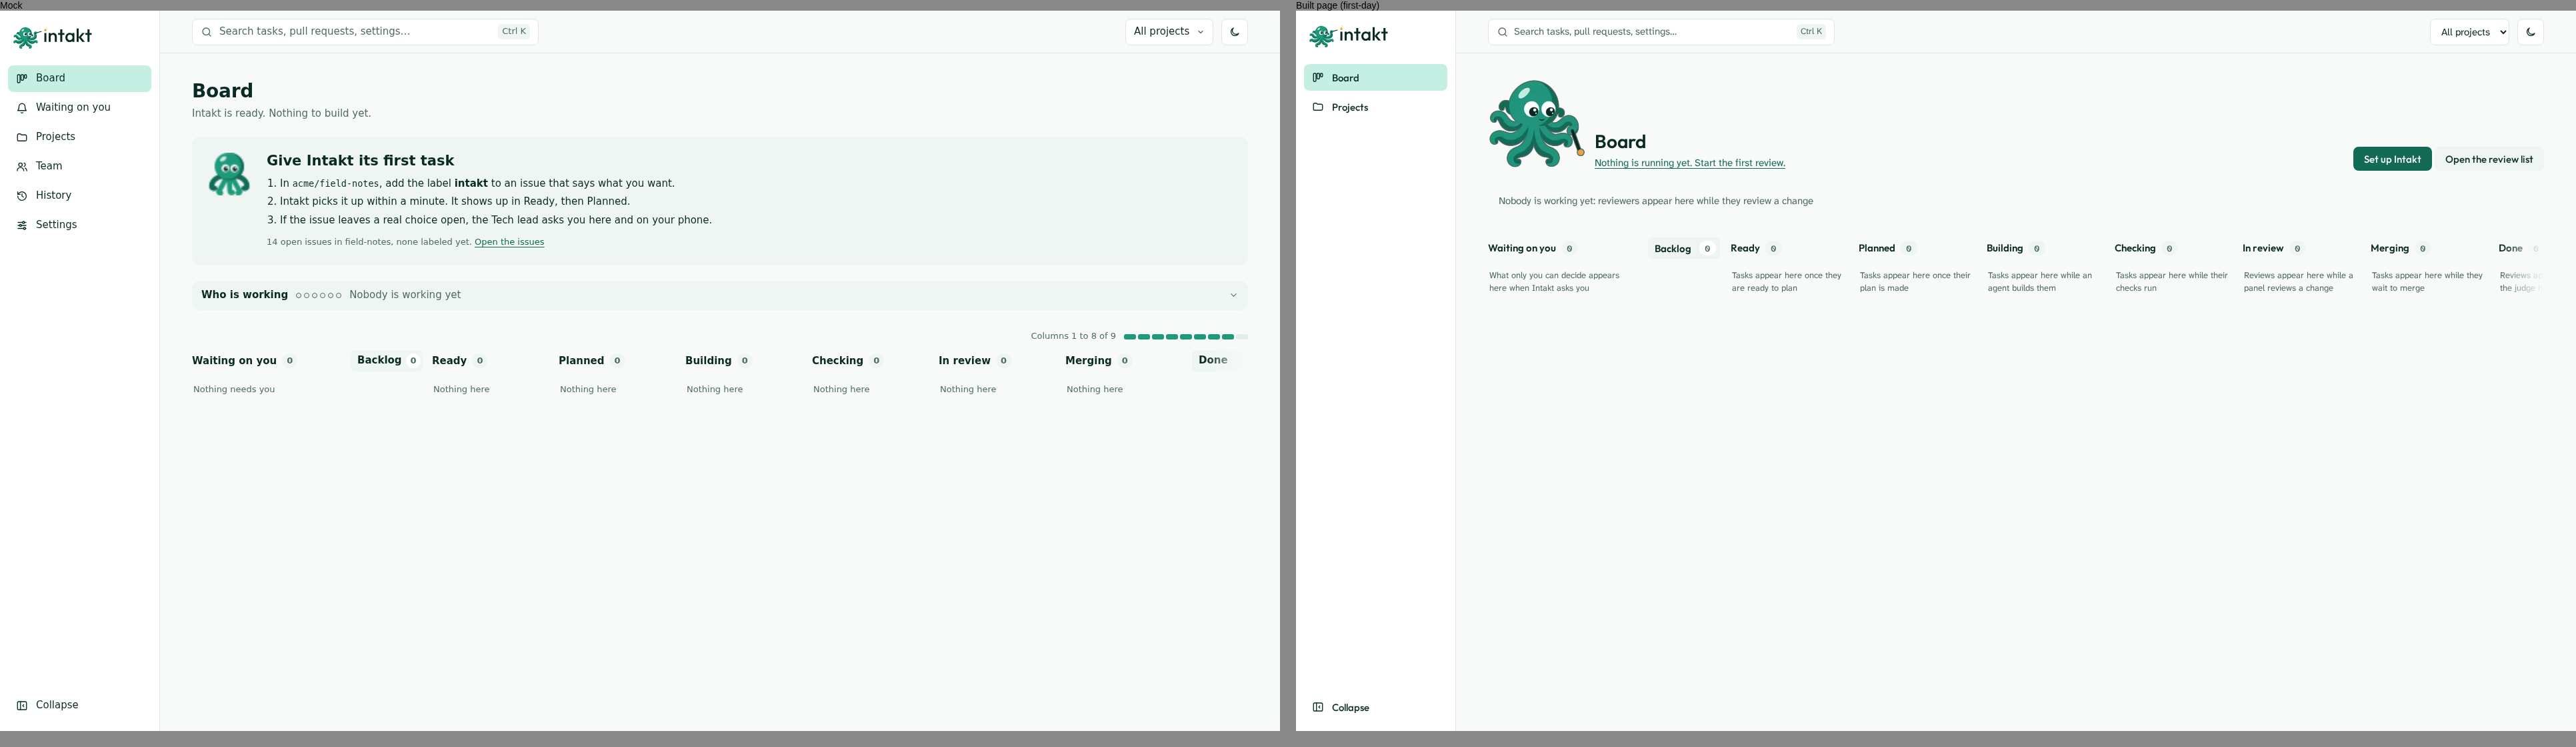 Mock
intakt
Search tasks, pull requests, settings...
Ctrl K
All projects
Board
Waiting on you
Projects
Team
History
Settings
Collapse
Board
Intakt is ready. Nothing to build yet.
Give Intakt its first task
1. In acme/field-notes, add the label intakt to an issue that says what you want.
2. Intakt picks it up within a minute. It shows up in Ready, then Planned.
3. If the issue leaves a real choice open, the Tech lead asks you here and on your phone.
14 open issues in field-notes, none labeled yet. Open the issues
Who is working Nobody is working yet
Columns 1 to 8 of 9
Waiting on you 0 Backlog 0 Ready 0 Planned 0 Building 0 Checking 0 In review 0 Merging 0 Done
Nothing needs you Nothing here Nothing here Nothing here Nothing here Nothing here Nothing here
Built page (first-day)
intakt
Search tasks, pull requests, settings...
Ctrl K
All projects
Board
Projects
Collapse
Board
Nothing is running yet. Start the first review.
Set up Intakt
Open the review list
Nobody is working yet: reviewers appear here while they review a change
Waiting on you 0 Backlog 0 Ready 0 Planned 0 Building 0 Checking 0 In review 0 Merging 0 Done
What only you can decide appears
here when Intakt asks you
Tasks appear here once they
are ready to plan
Tasks appear here once their
plan is made
Tasks appear here while an
agent builds them
Tasks appear here while their
checks run
Reviews appear here while a
panel reviews a change
Tasks appear here while they
wait to merge
Reviews
the judge